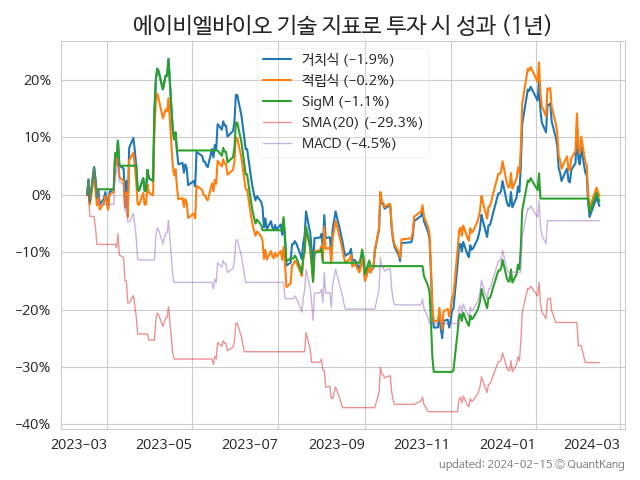 에이비엘바이오 기술 지표로 투자 시 성과 (1년)
거치식 (−1.9%)
적립식 (−0.2%)
SigM (−1.1%)
SMA(20) (−29.3%)
MACD (−4.5%)
20%
10%
0%
−10%
−20%
−30%
−40%
2023-03 2023-05 2023-07 2023-09 2023-11 2024-01 2024-03
updated: 2024-02-15 © QuantKang